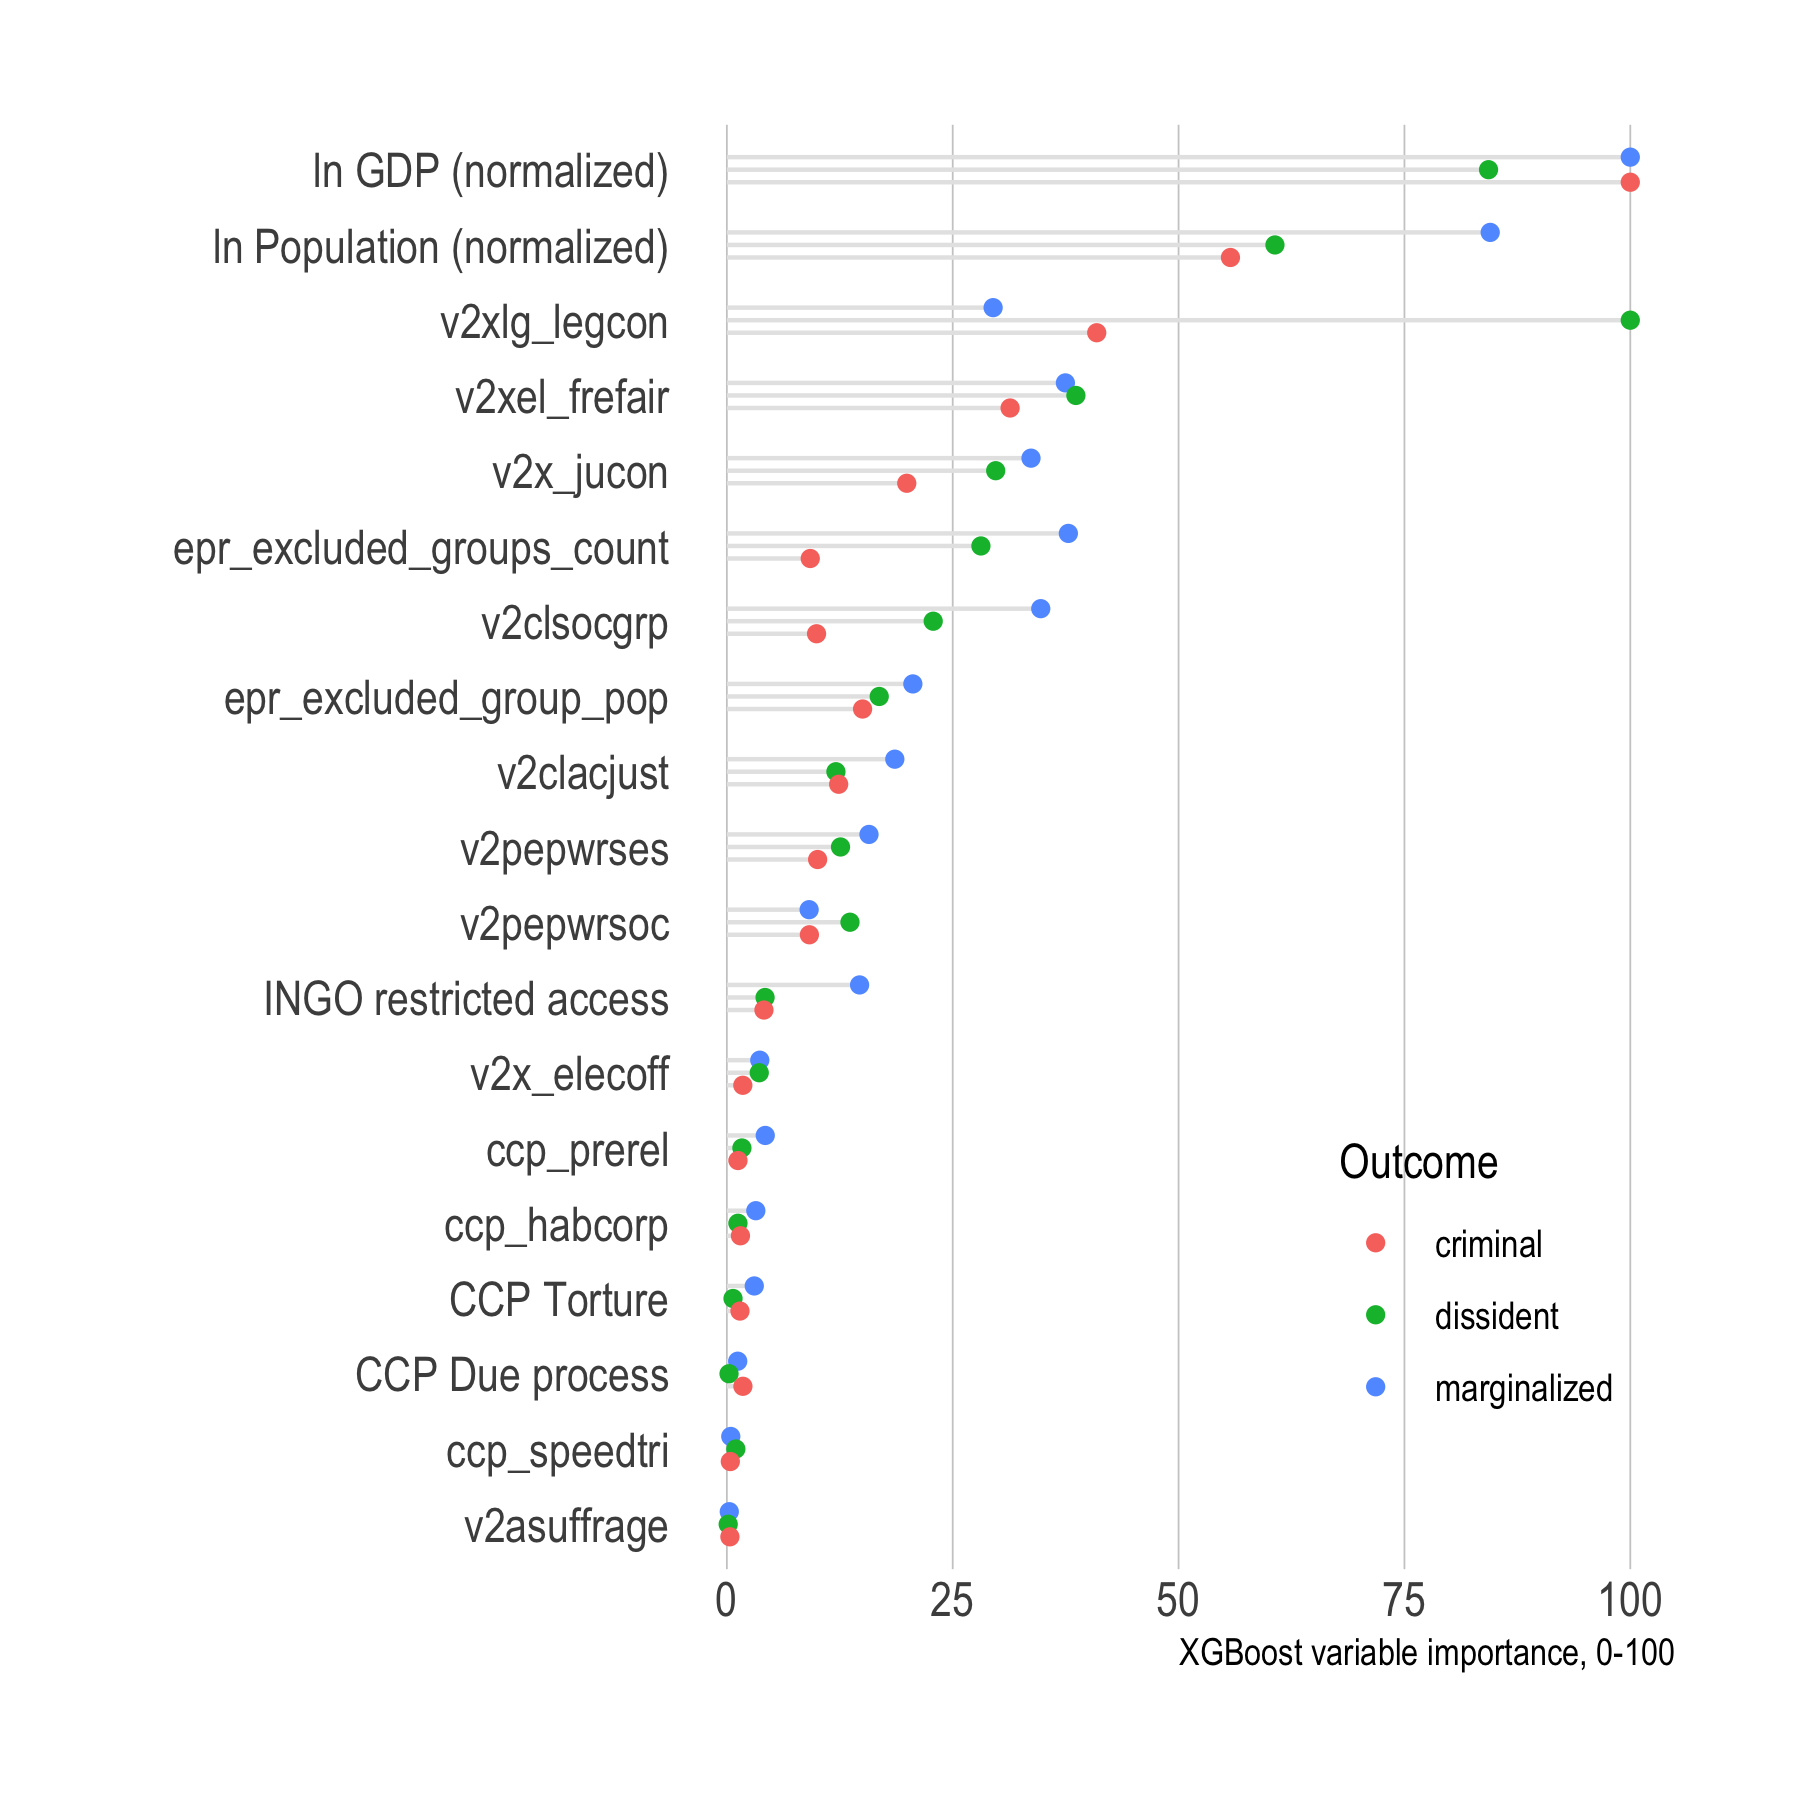 ln GDP (normalized)
ln Population (normalized)
v2xlg_legcon
v2xel_frefair
v2x_jucon
epr_excluded_groups_count
v2clsocgrp
epr_excluded_group_pop
v2clacjust
v2pepwrses
v2pepwrsoc
INGO restricted access
v2x_elecoff
ccp_prerel
ccp_habcorp
CCP Torture
CCP Due process
ccp_speedtri
v2asuffrage
Outcome
criminal
dissident
marginalized
0 25 50 75 100
XGBoost variable importance, 0-100